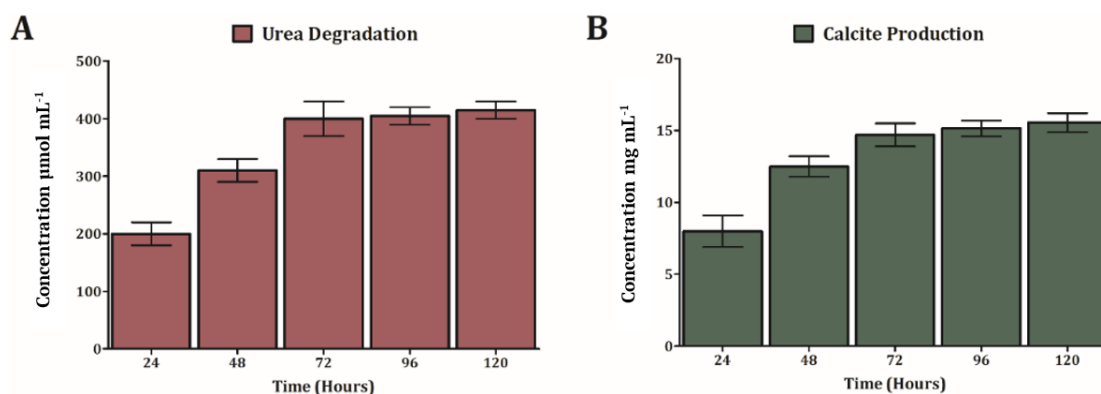 A
Urea Degradation
Concentration µmol mL⁻¹
500
400
300
200
100
0
24 48 72 96 120
Time (Hours)
B
Calcite Production
Concentration mg mL⁻¹
20
15
10
5
0
24 48 72 96 120
Time (Hours)